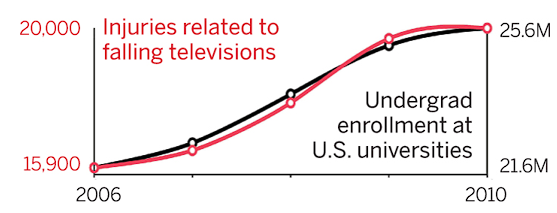 20,000
Injuries related to
falling televisions
25.6M
Undergrad
enrollment at
U.S. universities
15,900
21.6M
2006
2010